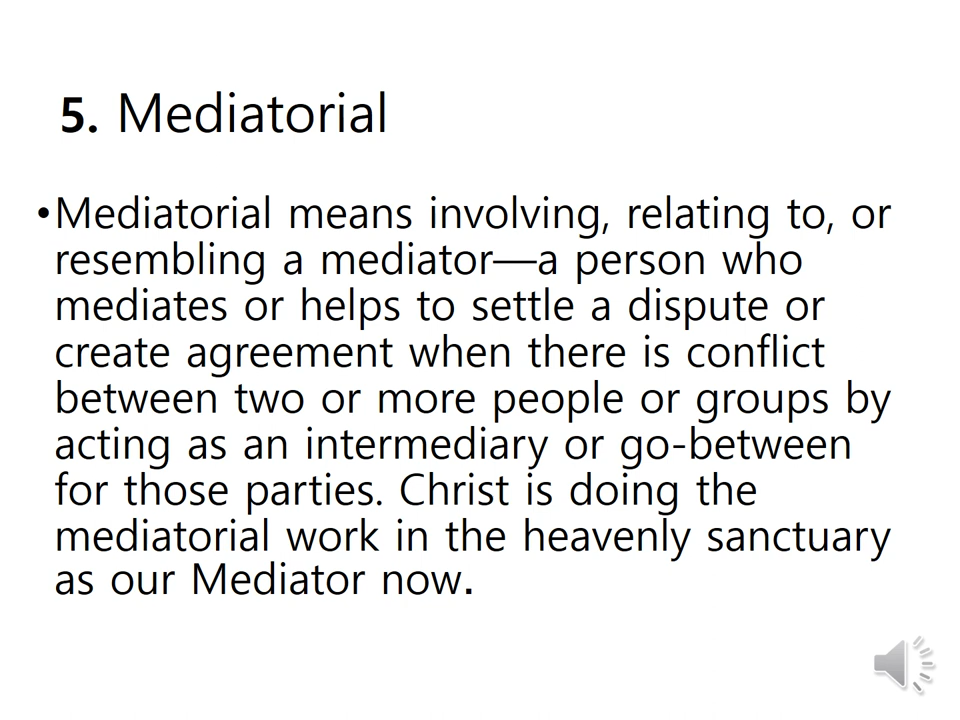 5. Mediatorial
•Mediatorial means involving, relating to, or
resembling a mediator—a person who
mediates or helps to settle a dispute or
create agreement when there is conflict
between two or more people or groups by
acting as an intermediary or go-between
for those parties. Christ is doing the
mediatorial work in the heavenly sanctuary
as our Mediator now.